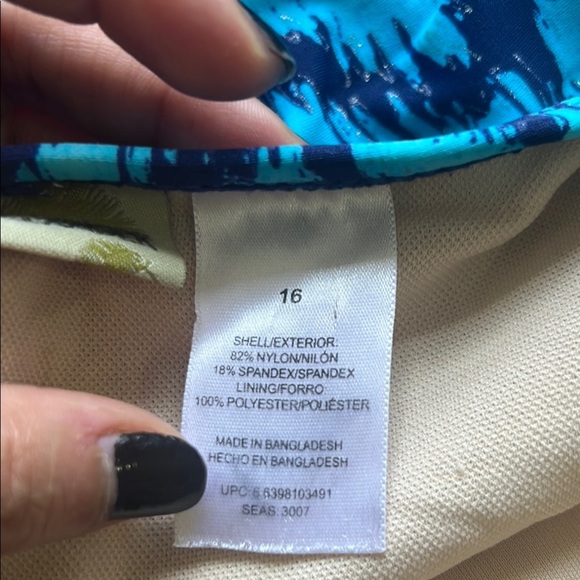 16
SHELL/EXTERIOR:
82% NYLON/NILÓN
18% SPANDEX/SPANDEX
LINING/FORRO:
100% POLYESTER/POLIÉSTER
MADE IN BANGLADESH
HECHO EN BANGLADESH
UPC: 6 6398103491
SEAS: 3007